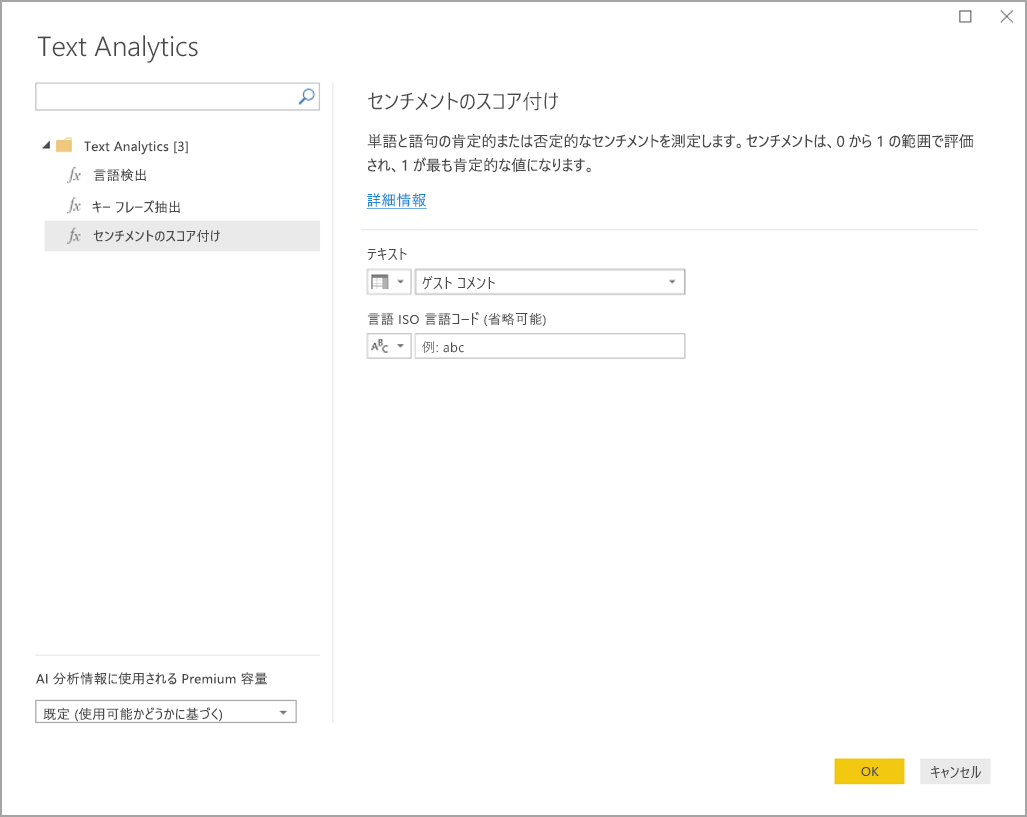 Text Analytics
Text Analytics [3]
fx 言語検出
fx キー フレーズ抽出
fx センチメントのスコア付け
AI 分析情報に使用される Premium 容量
既定 (使用可能かどうかに基づく)
センチメントのスコア付け
単語と語句の肯定的または否定的なセンチメントを測定します。センチメントは、0 から 1 の範囲で評価
され、1 が最も肯定的な値になります。
詳細情報
テキスト
ゲスト コメント
言語 ISO 言語コード (省略可能)
ABC 例: abc
OK キャンセル